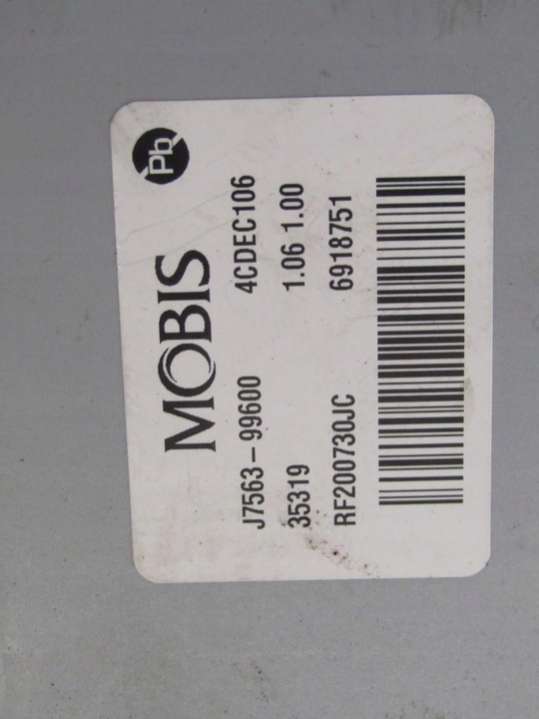 MOBIS Pb
J7563-99600 4CDEC106
35319 1.06 1.00
RF200730JC 6918751